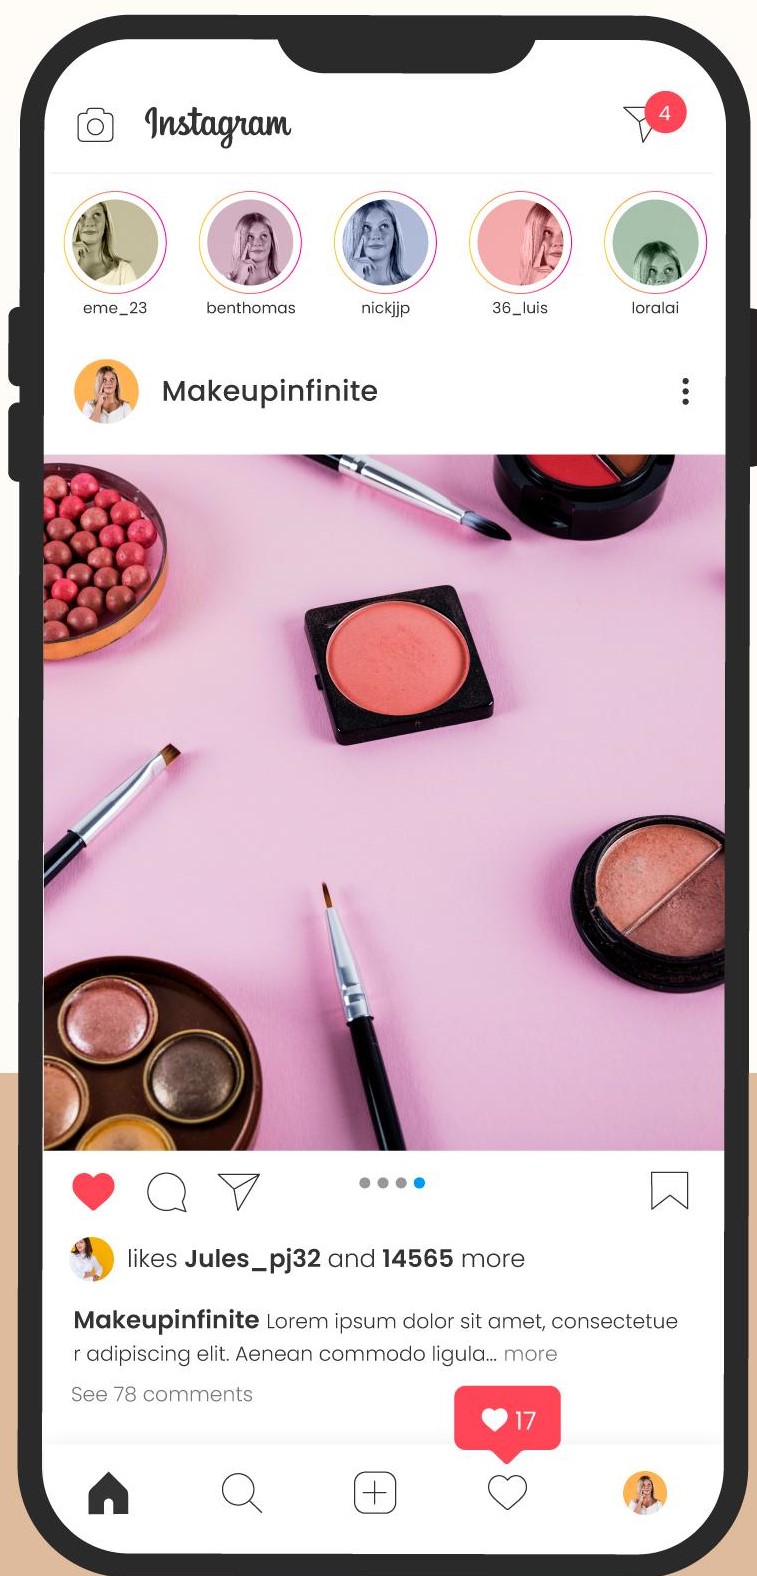 Instagram
4
eme_23 benthomas nickjjp 36_luis loralai
Makeupinfinite
likes Jules_pj32 and 14565 more
Makeupinfinite Lorem ipsum dolor sit amet, consectetue
r adipiscing elit. Aenean commodo ligula... more
See 78 comments
17